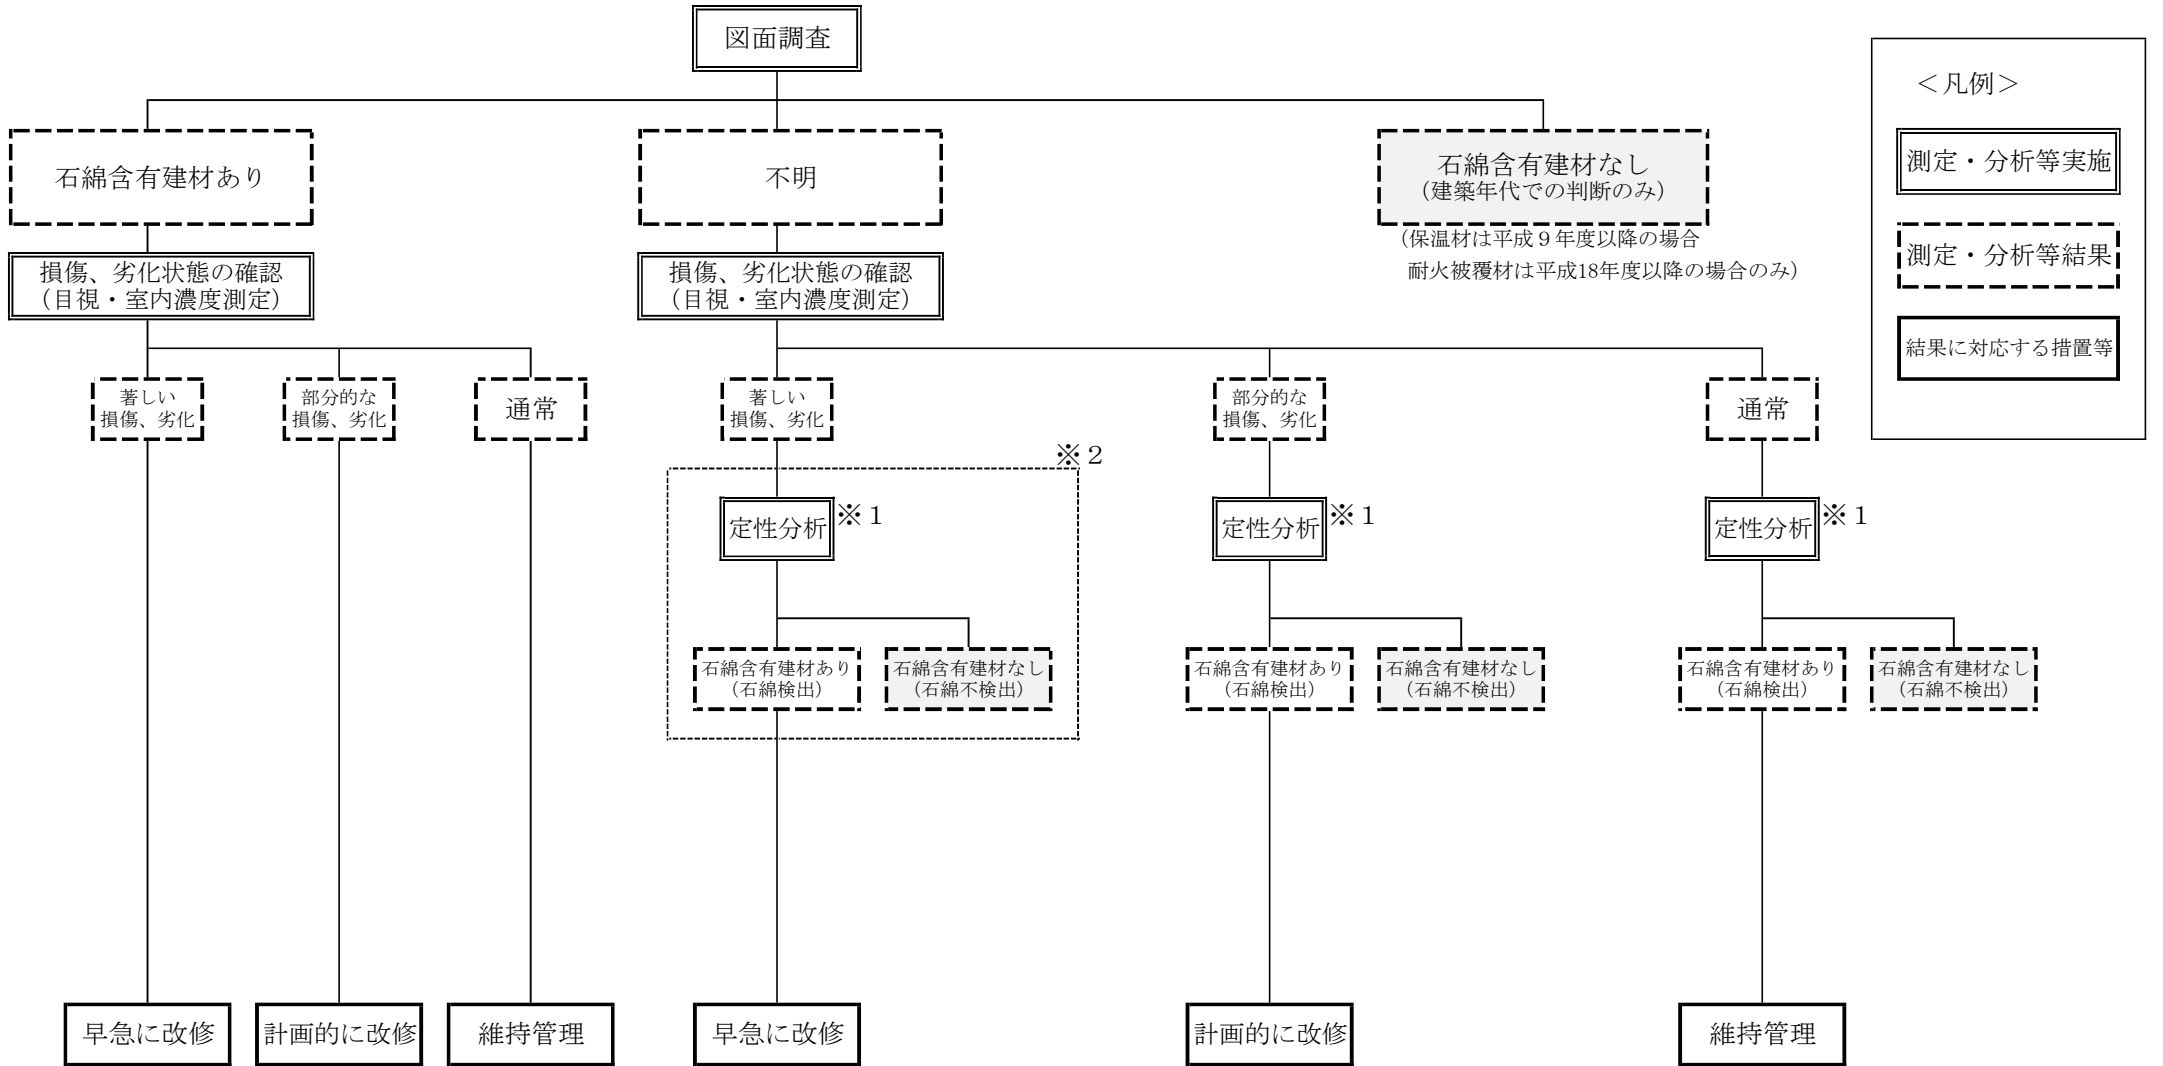 図面調査
＜凡例＞
測定・分析等実施
測定・分析等結果
結果に対応する措置等
石綿含有建材あり
不明
石綿含有建材なし
（建築年代での判断のみ）
（保温材は平成９年度以降の場合
耐火被覆材は平成18年度以降の場合のみ）
損傷、劣化状態の確認
（目視・室内濃度測定）
損傷、劣化状態の確認
（目視・室内濃度測定）
著しい
損傷、劣化
部分的な
損傷、劣化
通常
著しい
損傷、劣化
部分的な
損傷、劣化
通常
※２
定性分析
※１
定性分析
※１
定性分析
※１
石綿含有建材あり
（石綿検出）
石綿含有建材なし
（石綿不検出）
石綿含有建材あり
（石綿検出）
石綿含有建材なし
（石綿不検出）
石綿含有建材あり
（石綿検出）
石綿含有建材なし
（石綿不検出）
早急に改修
計画的に改修
維持管理
早急に改修
計画的に改修
維持管理